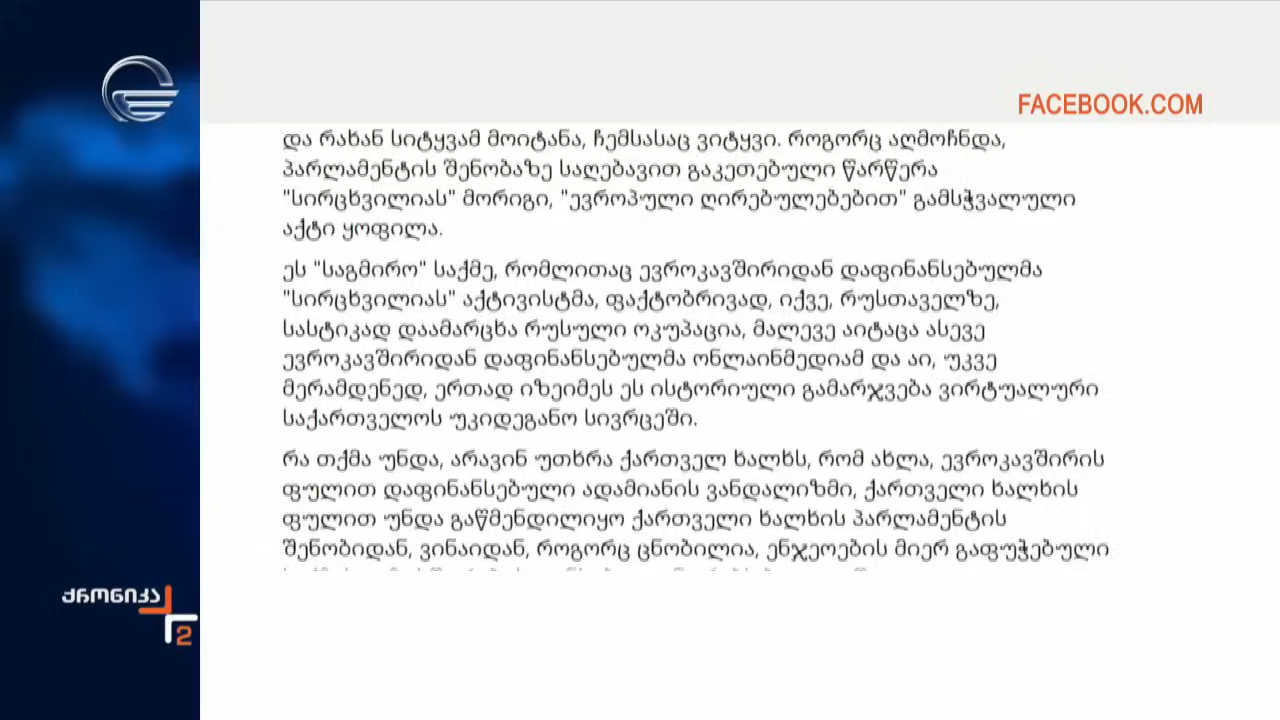 FACEBOOK.COM
და რახან სიტყვამ მოიტანა, ჩემსასაც ვიტყვი. როგორც აღმოჩნდა,
პარლამენტის შენობაზე საღებავით გაკეთებული წარწერა
"სირცხვილიას" მორიგი, "ევროპული ღირებულებებით" გამსჭვალული
აქტი ყოფილა.
ეს "საგმირო" საქმე, რომლითაც ევროკავშირიდან დაფინანსებულმა
"სირცხვილიას" აქტივისტმა, ფაქტობრივად, იქვე, რუსთაველზე,
სასტიკად დაამარცხა რუსული ოკუპაცია, მალევე აიტაცა ასევე
ევროკავშირიდან დაფინანსებულმა ონლაინმედიამ და აი, უკვე
მერამდენედ, ერთად იზეიმეს ეს ისტორიული გამარჯვება ვირტუალური
საქართველოს უკიდეგანო სივრცეში.
რა თქმა უნდა, არავინ უთხრა ქართველ ხალხს, რომ ახლა, ევროკავშირის
ფულით დაფინანსებული ადამიანის ვანდალიზმი, ქართველი ხალხის
ფულით უნდა გაწმენდილიყო ქართველი ხალხის პარლამენტის
შენობიდან, ვინაიდან, როგორც ცნობილია, ენჯეოების მიერ გაფუჭებული
ქრონიკა
2